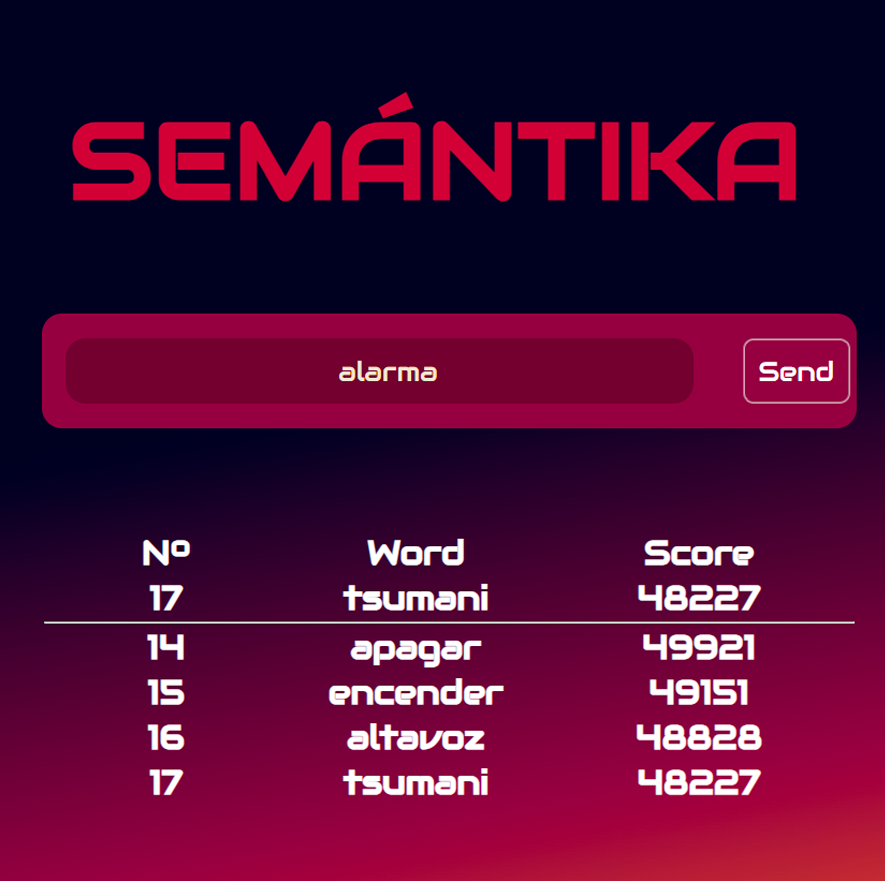 SEMÁNTIKA
alarma Send
Nº Word Score
17 tsumani 48227
14 apagar 49921
15 encender 49151
16 altavoz 48828
17 tsumani 48227